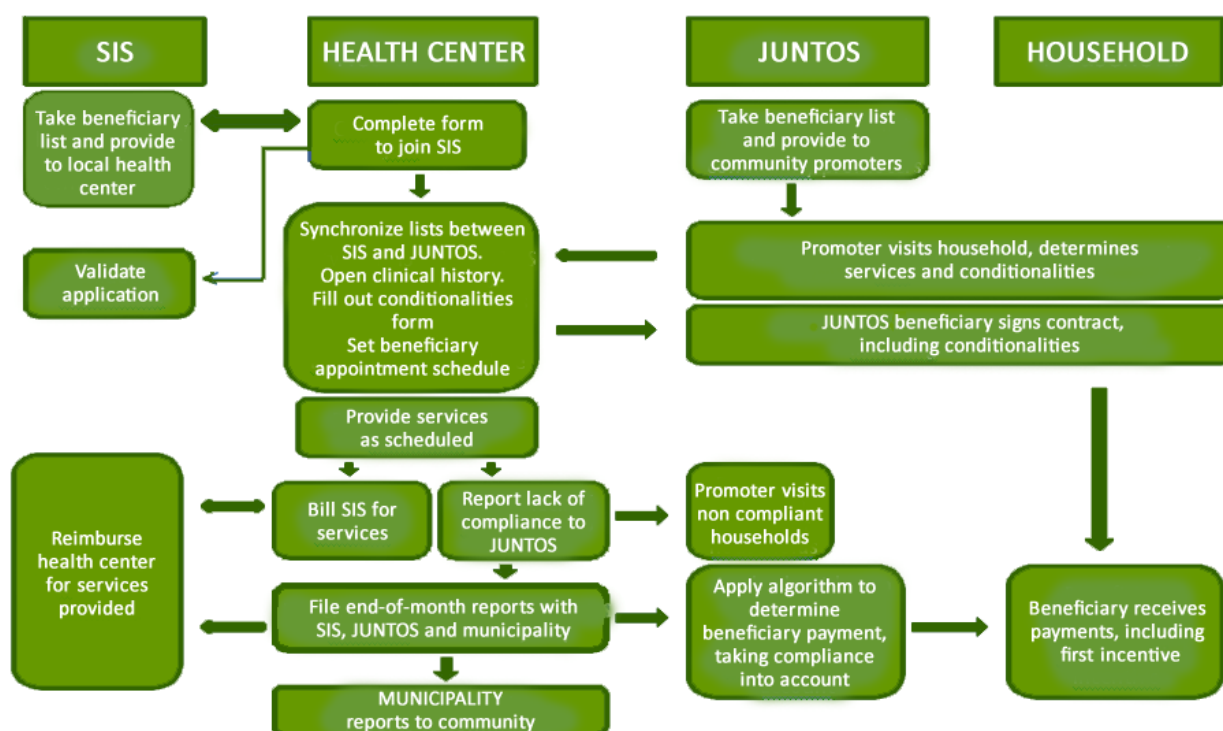 SIS
HEALTH CENTER
JUNTOS
HOUSEHOLD
Take beneficiary
list and provide
to local health
center
Complete form
to join SIS
Take beneficiary list
and provide to
community promoters
Synchronize lists between
SIS and JUNTOS.
Open clinical history.
Fill out conditionalities
form
Set beneficiary
appointment schedule
Promoter visits household, determines
services and conditionalities
Validate
application
JUNTOS beneficiary signs contract,
including conditionalities
Provide services
as scheduled
Reimburse
health center
for services
provided
Bill SIS for
services
Report lack of
compliance to
JUNTOS
Promoter visits
non compliant
households
File end-of-month reports with
SIS, JUNTOS and municipality
Apply algorithm to
determine
beneficiary payment,
taking compliance
into account
Beneficiary receives
payments, including
first incentive
MUNICIPALITY
reports to community